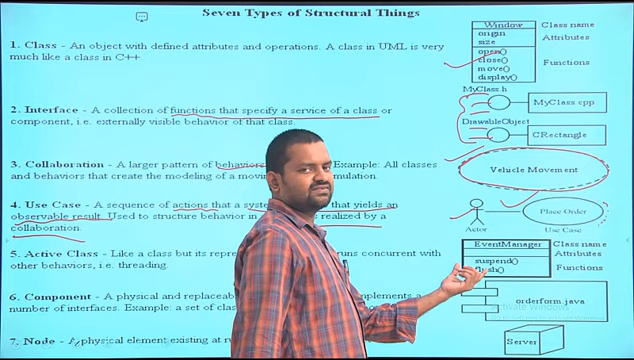 Seven Types of Structural Things
1. Class - An object with defined attributes and operations. A class in UML is very
much like a class in C++.
2. Interface - A collection of functions that specify a service of a class or
component, i.e. externally visible behavior of that class.
3. Collaboration - A larger pattern of behaviors Example: All classes
and behaviors that create the modeling of a
4. Use Case - A sequence of actions that a that yields an
observable result. Used to structure behavior in realized by a
collaboration.
5. Active Class - Like a class but its runs concurrent
with
other behaviors, i.e. threading.
6. Component - A physical and implements a
number of interfaces. Example: a set of
7. Node - physical element existing at
Window
origin
size
open()
close()
move()
display()
Class name
Attributes
Functions
MyClass.h
MyClass.cpp
DrawableObject
CRectangle
Vehicle Movement
Actor
Place Order
Use Case
EventManager
suspend()
Class name
Attributes
Functions
orderform.java
Activate Windows
Server